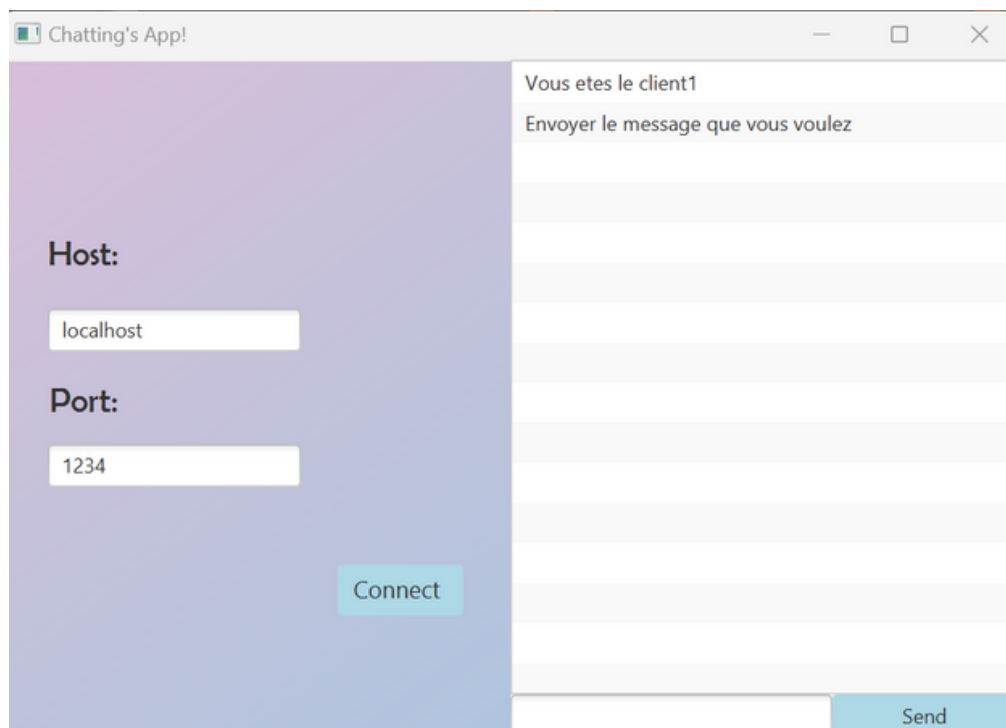 Chatting's App!
Host:
localhost
Port:
1234
Connect
Vous etes le client1
Envoyer le message que vous voulez
Send